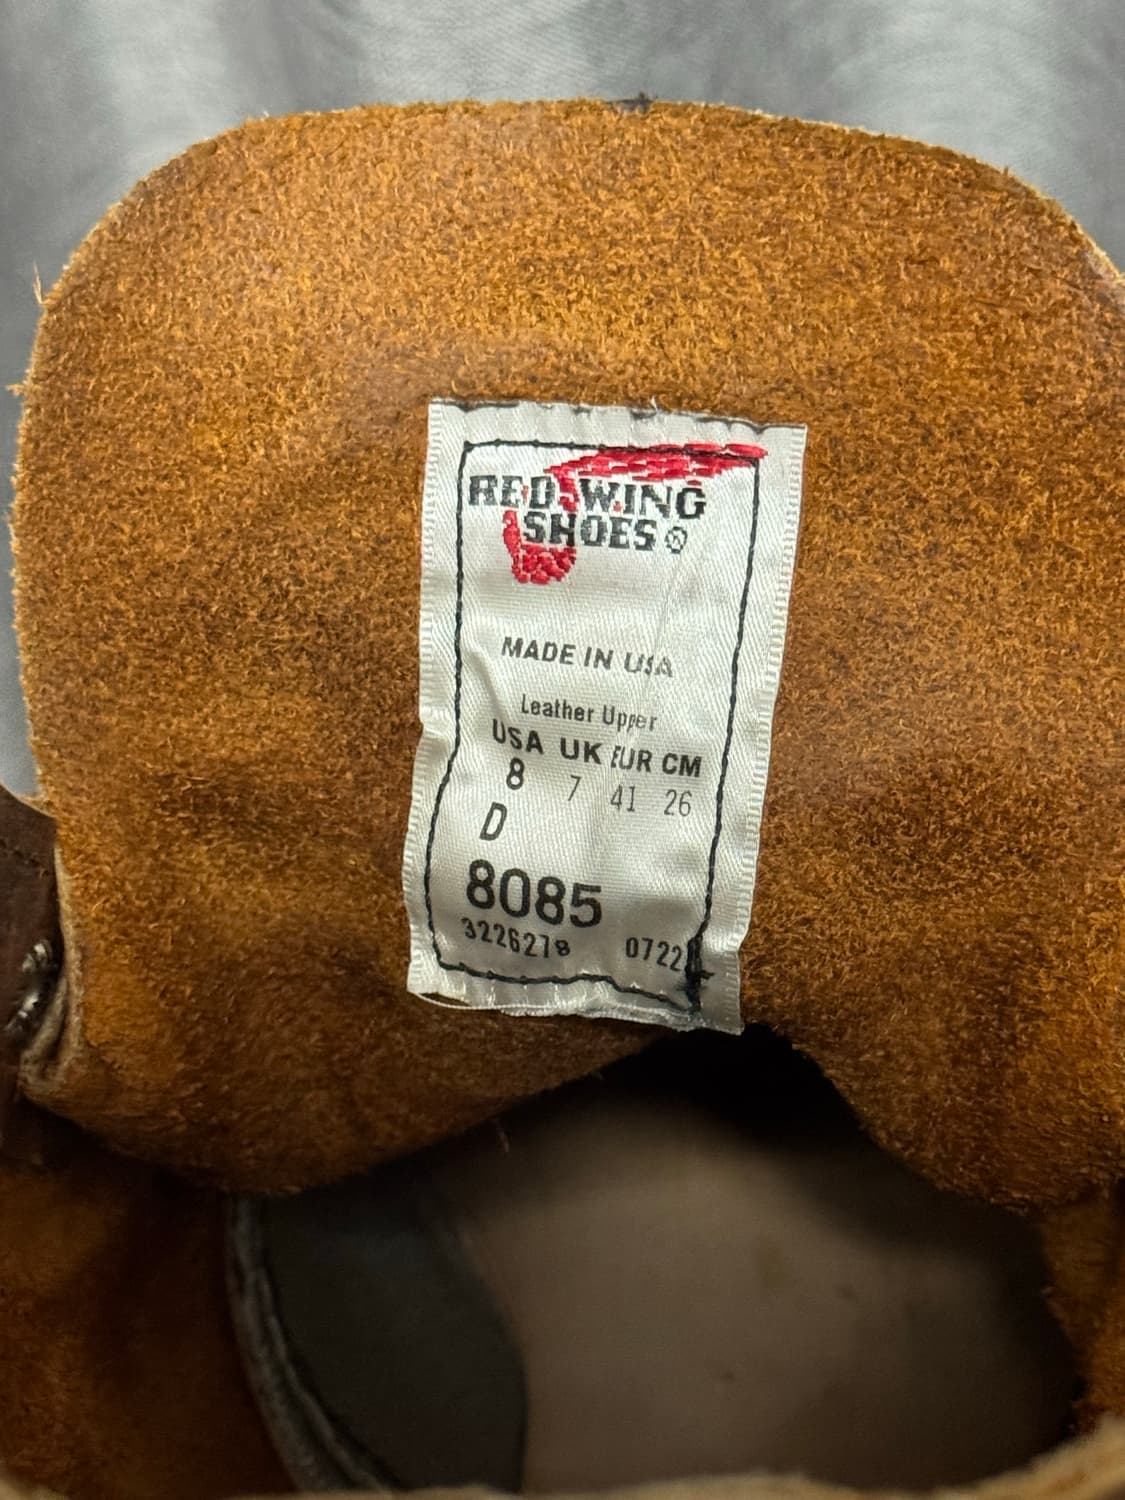 RED WING
SHOES®
MADE IN USA
Leather Upper
USA UK EUR CM
8 7 41 26
D
8085
3226278 0722